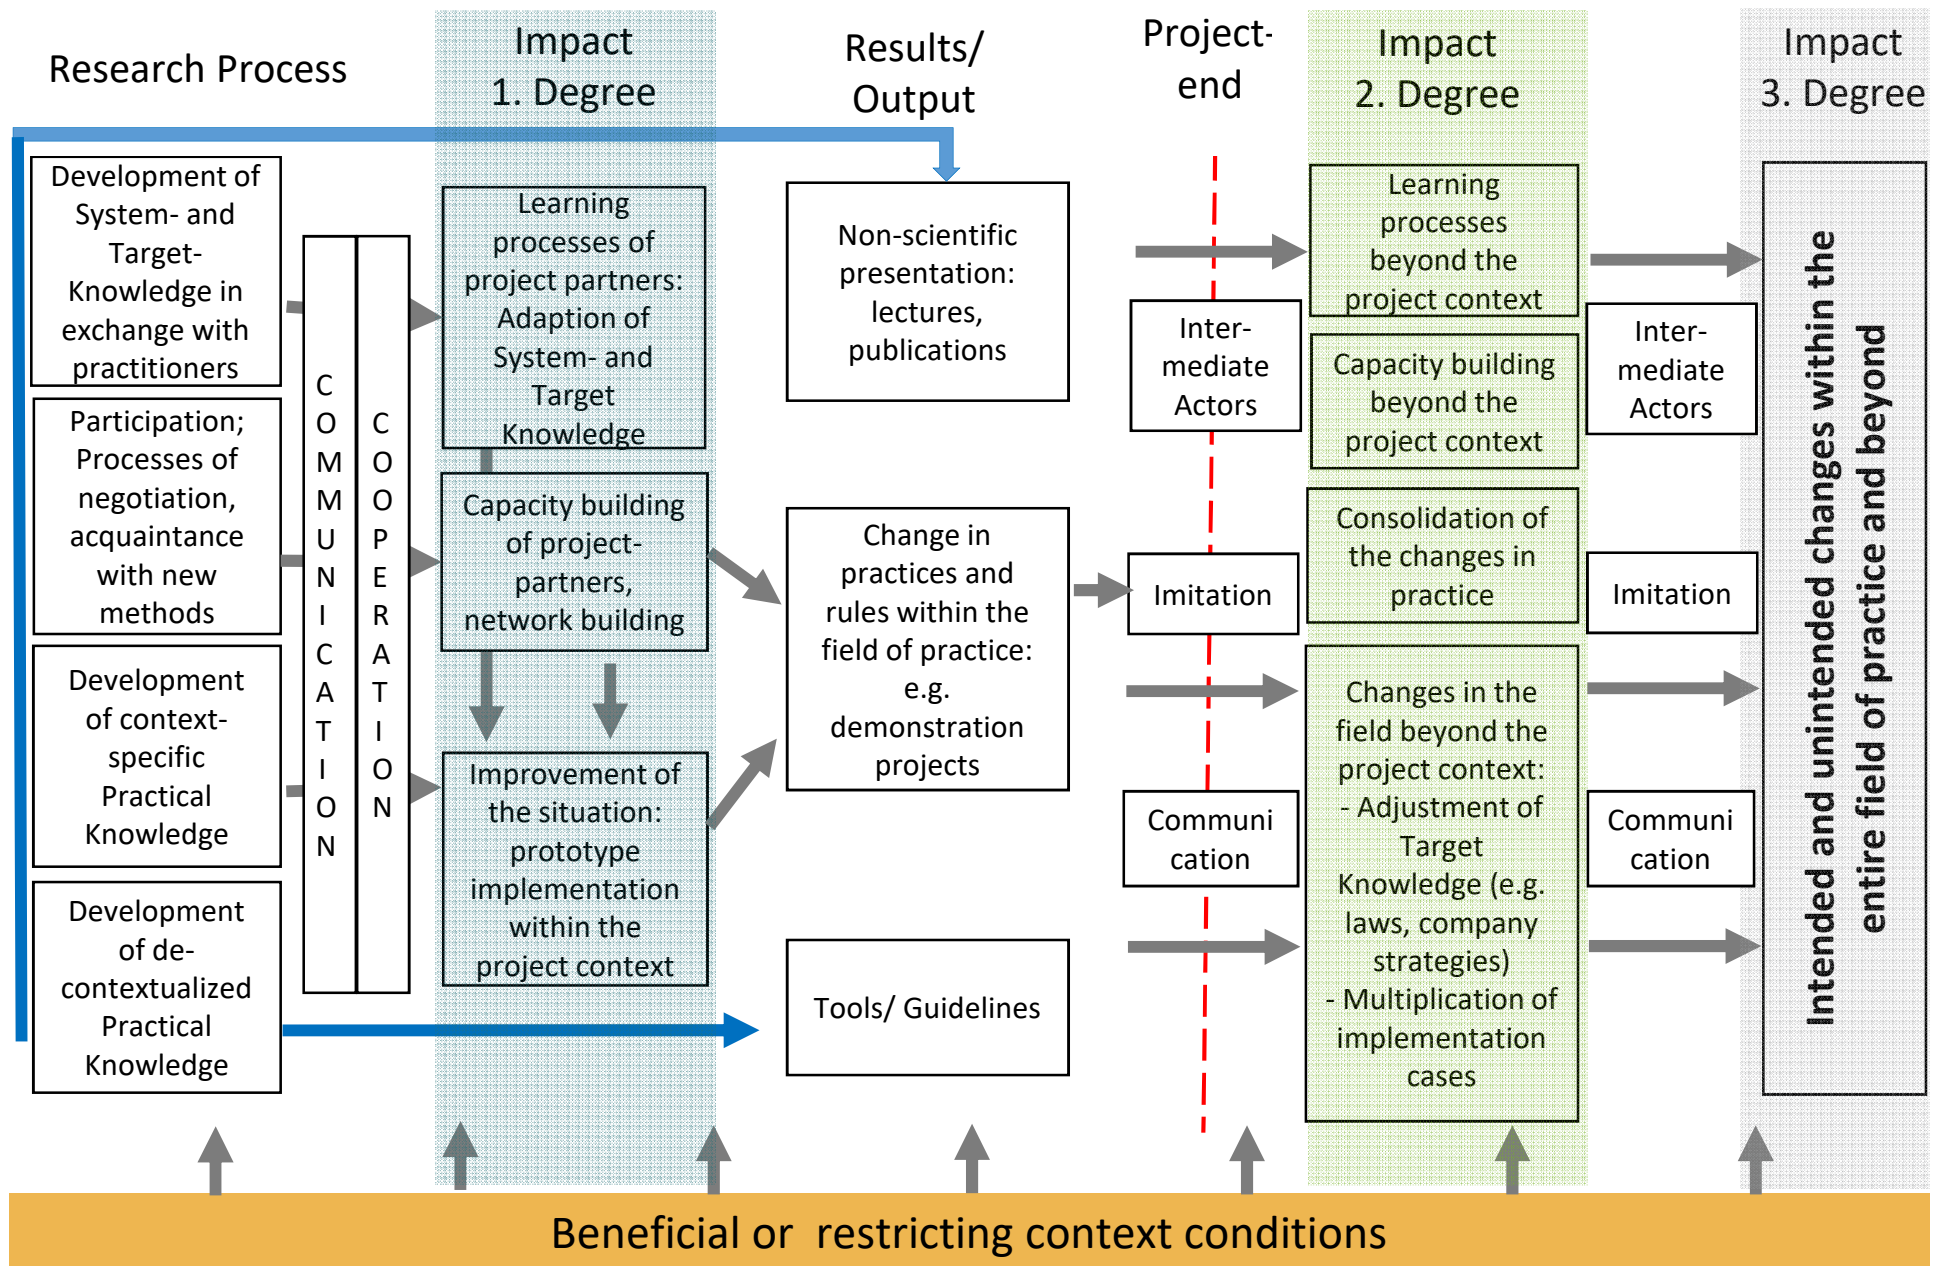 Research Process
Impact
1. Degree
Results/
Output
Project-
end
Impact
2. Degree
Impact
3. Degree
Development of
System- and
Target-
Knowledge in
exchange with
practitioners
Participation;
Processes of
negotiation,
acquaintance
with new
methods
Development
of context-
specific
Practical
Knowledge
Development
of de-
contextualized
Practical
Knowledge
COMMUNICATION
COOPERATION
Learning
processes of
project partners:
Adaption of
System- and
Target
Knowledge
Capacity building
of project-
partners,
network building
Improvement of
the situation:
prototype
implementation
within the
project context
Non-scientific
presentation:
lectures,
publications
Change in
practices and
rules within the
field of practice:
e.g.
demonstration
projects
Tools/ Guidelines
Inter-
mediate
Actors
Imitation
Communi
cation
Learning
processes
beyond the
project context
Capacity building
beyond the
project context
Consolidation of
the changes in
practice
Changes in the
field beyond the
project context:
- Adjustment of
Target
Knowledge (e.g.
laws, company
strategies)
- Multiplication of
implementation
cases
Inter-
mediate
Actors
Imitation
Communi
cation
Intended and unintended changes within the
entire field of practice and beyond
Beneficial or  restricting context conditions